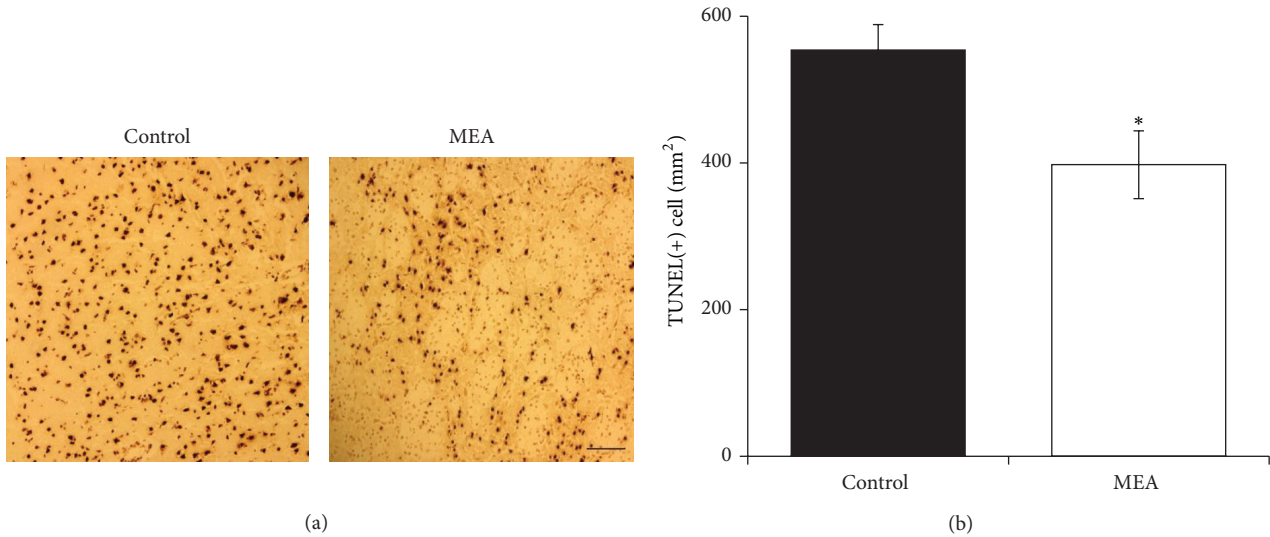 Control
MEA
(a)
600
400
200
0
TUNEL(+) cell (mm²)
*
Control
MEA
(b)